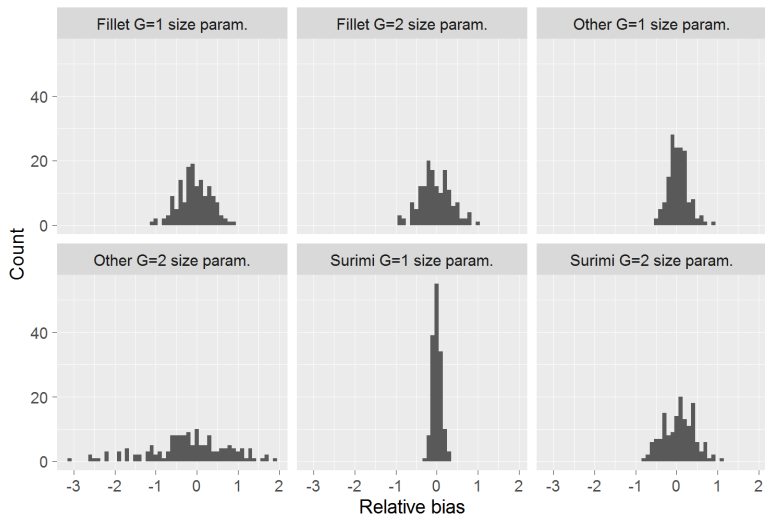 Fillet G=1 size param.
Fillet G=2 size param.
Other G=1 size param.
40
20
0
Count
Other G=2 size param.
Surimi G=1 size param.
Surimi G=2 size param.
40
20
0
-3 -2 -1 0 1 2
-3 -2 -1 0 1 2
-3 -2 -1 0 1 2
Relative bias